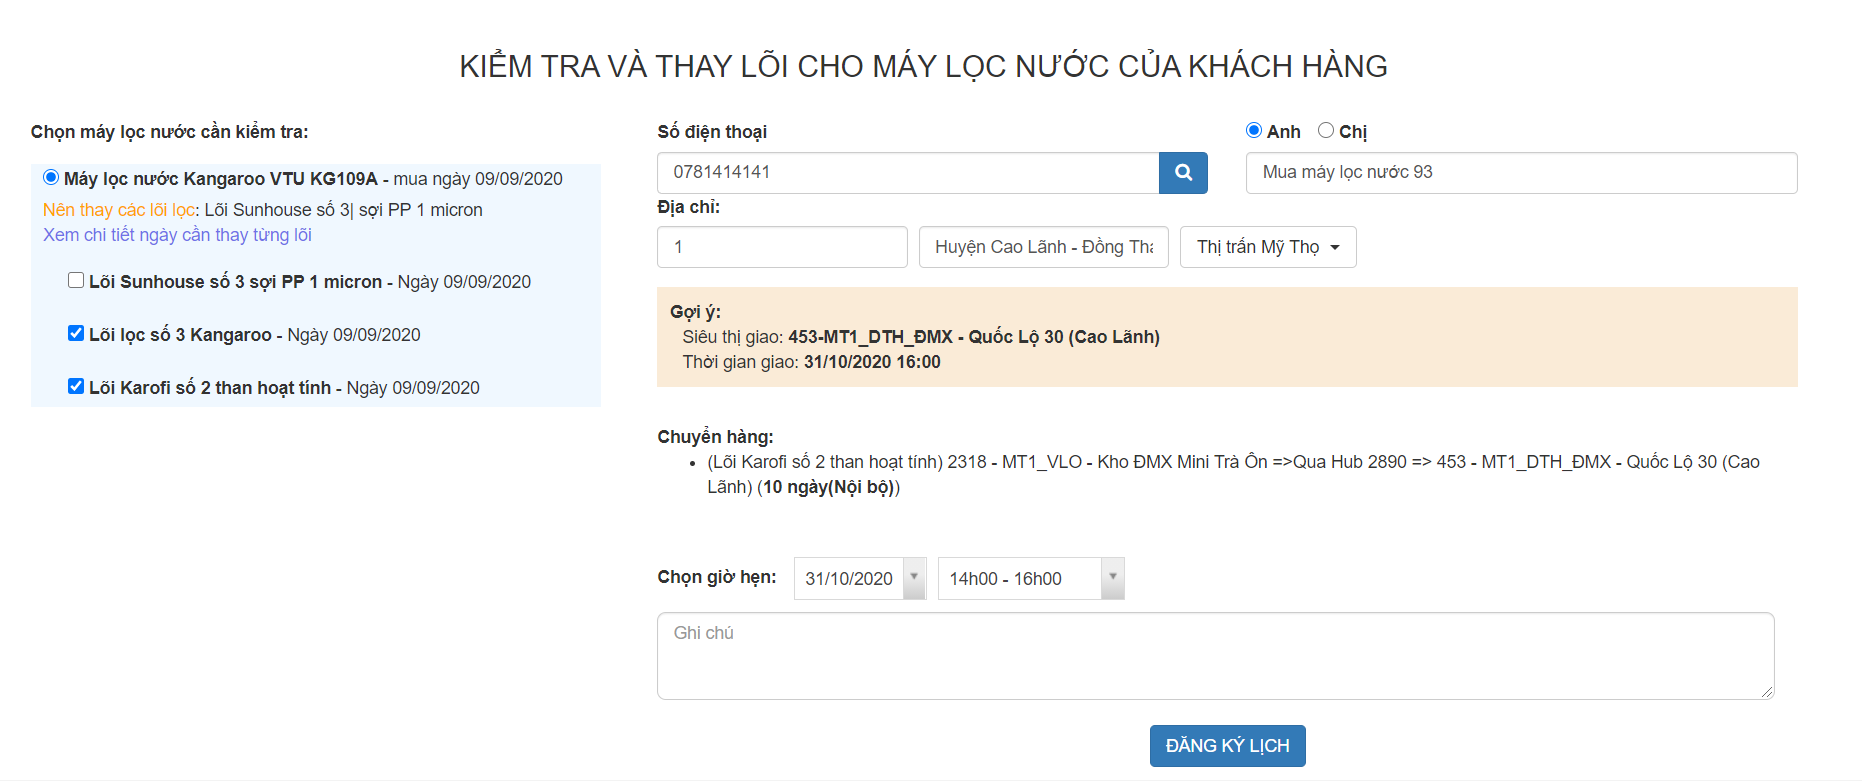 KIỂM TRA VÀ THAY LÕI CHO MÁY LỌC NƯỚC CỦA KHÁCH HÀNG
Chọn máy lọc nước cần kiểm tra:
Máy lọc nước Kangaroo VTU KG109A - mua ngày 09/09/2020
Nên thay các lõi lọc: Lõi Sunhouse số 3| sợi PP 1 micron
Xem chi tiết ngày cần thay từng lõi
Lõi Sunhouse số 3 sợi PP 1 micron - Ngày 09/09/2020
Lõi lọc số 3 Kangaroo - Ngày 09/09/2020
Lõi Karofi số 2 than hoạt tính - Ngày 09/09/2020
Số điện thoại
Anh Chị
0781414141
Mua máy lọc nước 93
Địa chỉ:
1
Huyện Cao Lãnh - Đồng Thá
Thị trấn Mỹ Thọ
Gợi ý:
Siêu thị giao: 453-MT1_DTH_ĐMX - Quốc Lộ 30 (Cao Lãnh)
Thời gian giao: 31/10/2020 16:00
Chuyển hàng:
• (Lõi Karofi số 2 than hoạt tính) 2318 - MT1_VLO - Kho ĐMX Mini Trà Ôn =>Qua Hub 2890 => 453 - MT1_DTH_ĐMX - Quốc Lộ 30 (Cao
Lãnh) (10 ngày(Nội bộ))
Chọn giờ hẹn: 31/10/2020 14h00 - 16h00
Ghi chú
ĐĂNG KÝ LỊCH